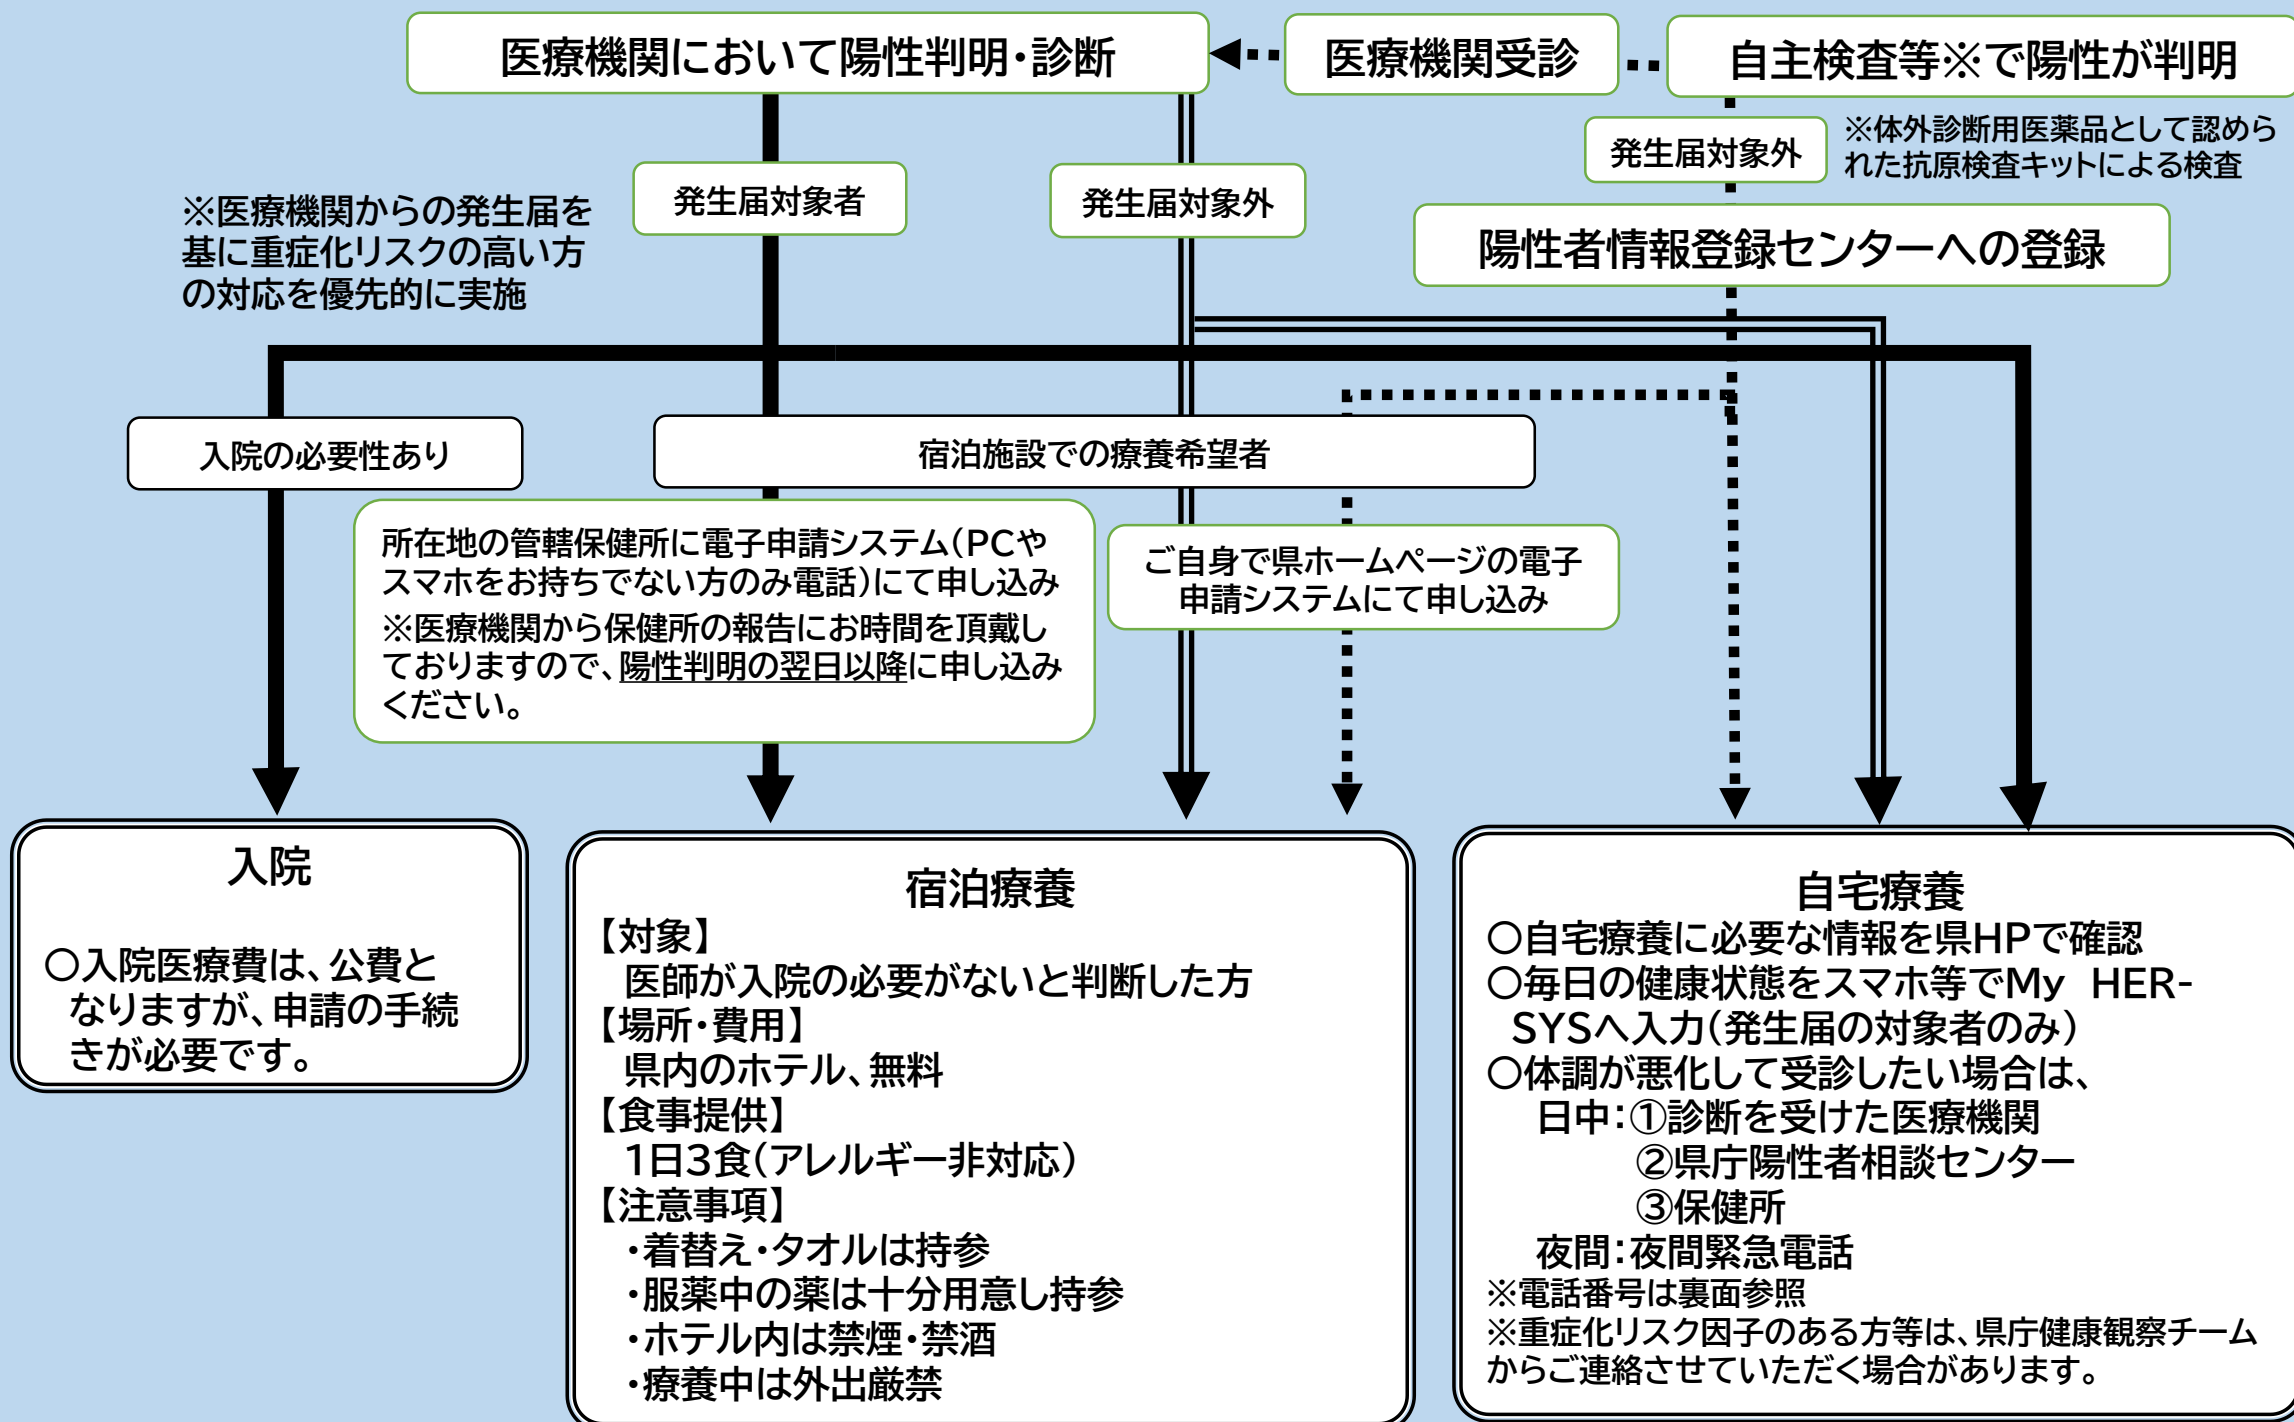 医療機関において陽性判明・診断
医療機関受診
自主検査等※で陽性が判明
※体外診断用医薬品として認めら
れた抗原検査キットによる検査
発生届対象外
発生届対象者
発生届対象外
※医療機関からの発生届を
基に重症化リスクの高い方
の対応を優先的に実施
陽性者情報登録センターへの登録
入院の必要性あり
宿泊施設での療養希望者
所在地の管轄保健所に電子申請システム(PCや
スマホをお持ちでない方のみ電話)にて申し込み
※医療機関から保健所の報告にお時間を頂戴し
ておりますので、陽性判明の翌日以降に申し込み
ください。
ご自身で県ホームページの電子
申請システムにて申し込み
入院
〇入院医療費は、公費と
なりますが、申請の手続
きが必要です。
宿泊療養
【対象】
医師が入院の必要がないと判断した方
【場所・費用】
県内のホテル、無料
【食事提供】
1日3食(アレルギー非対応)
【注意事項】
・着替え・タオルは持参
・服薬中の薬は十分用意し持参
・ホテル内は禁煙・禁酒
・療養中は外出厳禁
自宅療養
〇自宅療養に必要な情報を県HPで確認
〇毎日の健康状態をスマホ等でMy HER-
SYSへ入力(発生届の対象者のみ)
〇体調が悪化して受診したい場合は、
日中:①診断を受けた医療機関
②県庁陽性者相談センター
③保健所
夜間:夜間緊急電話
※電話番号は裏面参照
※重症化リスク因子のある方等は、県庁健康観察チーム
からご連絡させていただく場合があります。